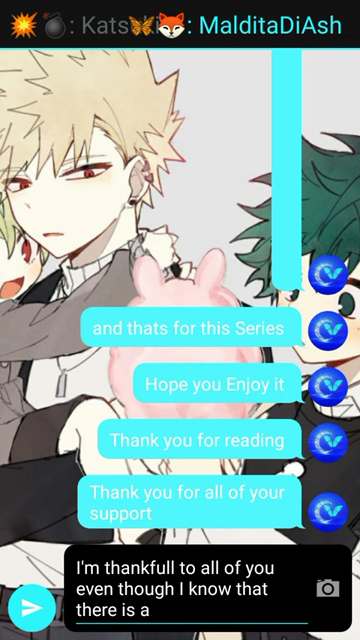 💥💣: Kats🦋🦊: MalditaDiAsh
and thats for this Series
Hope you Enjoy it
Thank you for reading
Thank you for all of your
support
I'm thankfull to all of you
even though I know that
there is a